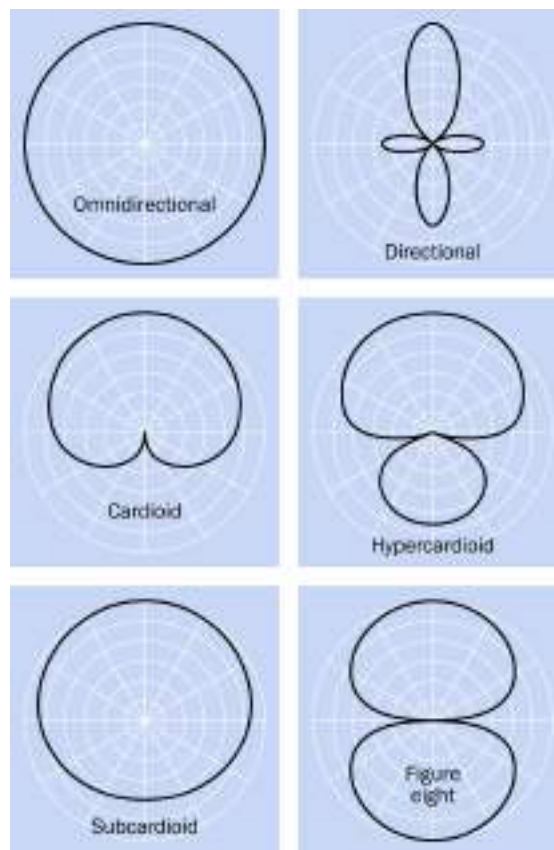 Omnidirectional
Directional
Cardioid
Hypercardioid
Subcardioid
Figure
eight